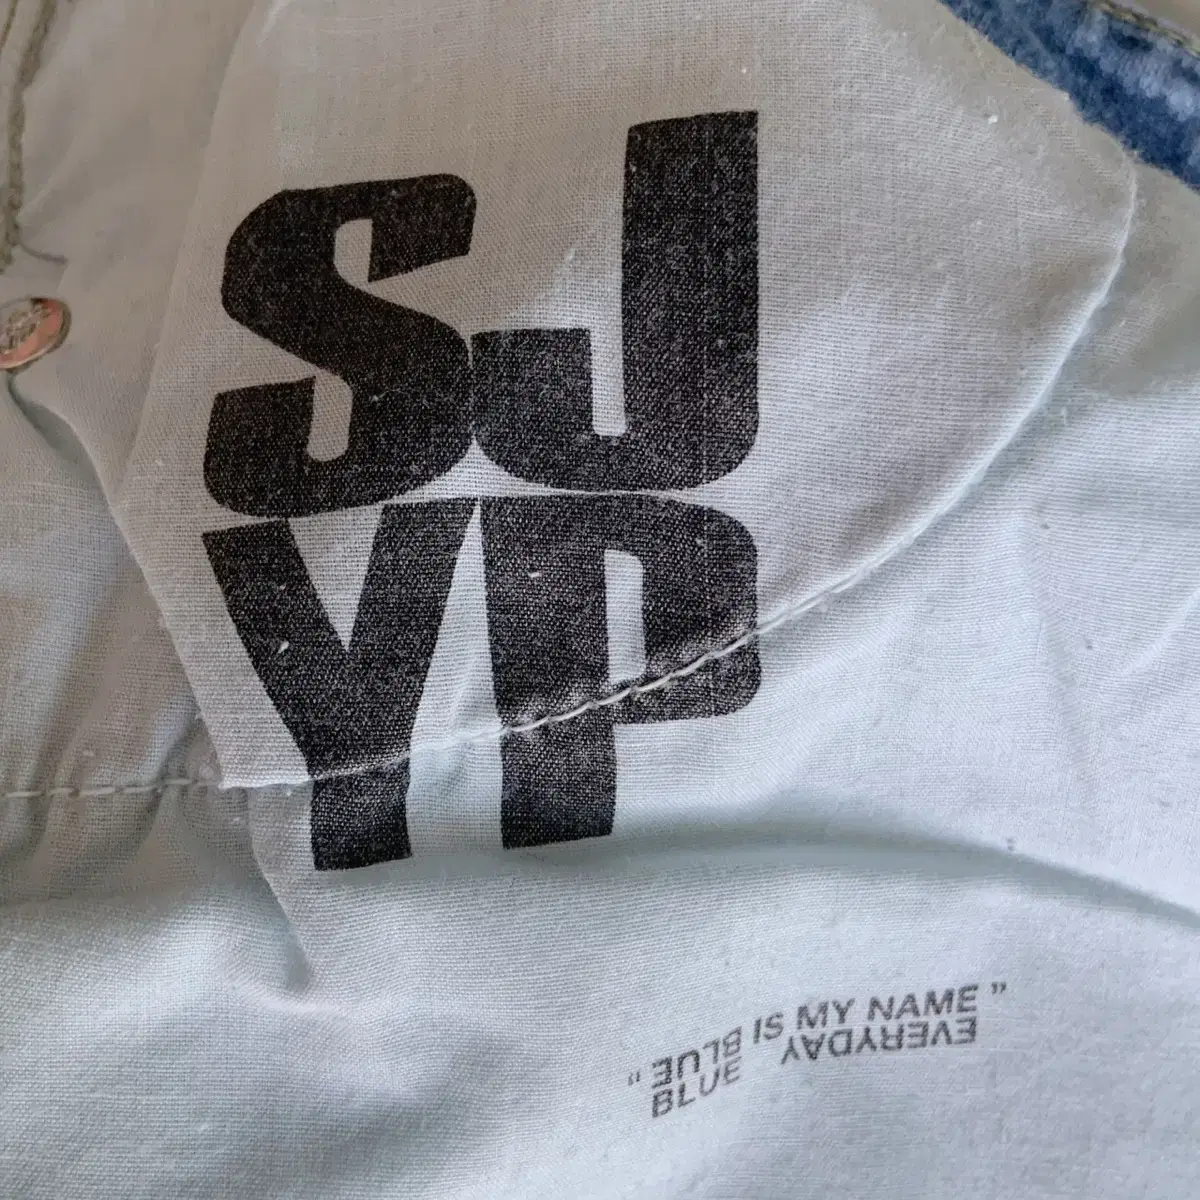 SJ
YP
" BLUE IS MY NAME "
BLUE EVERYDAY